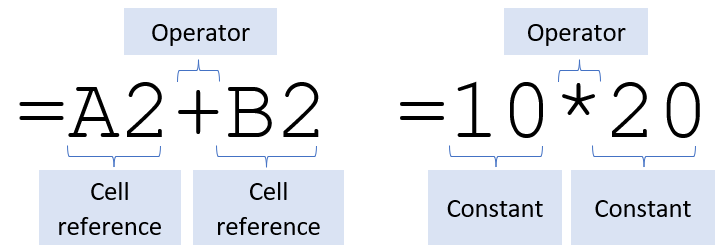 Operator
Operator
=A2+B2
=10*20
Cell reference
Cell reference
Constant
Constant